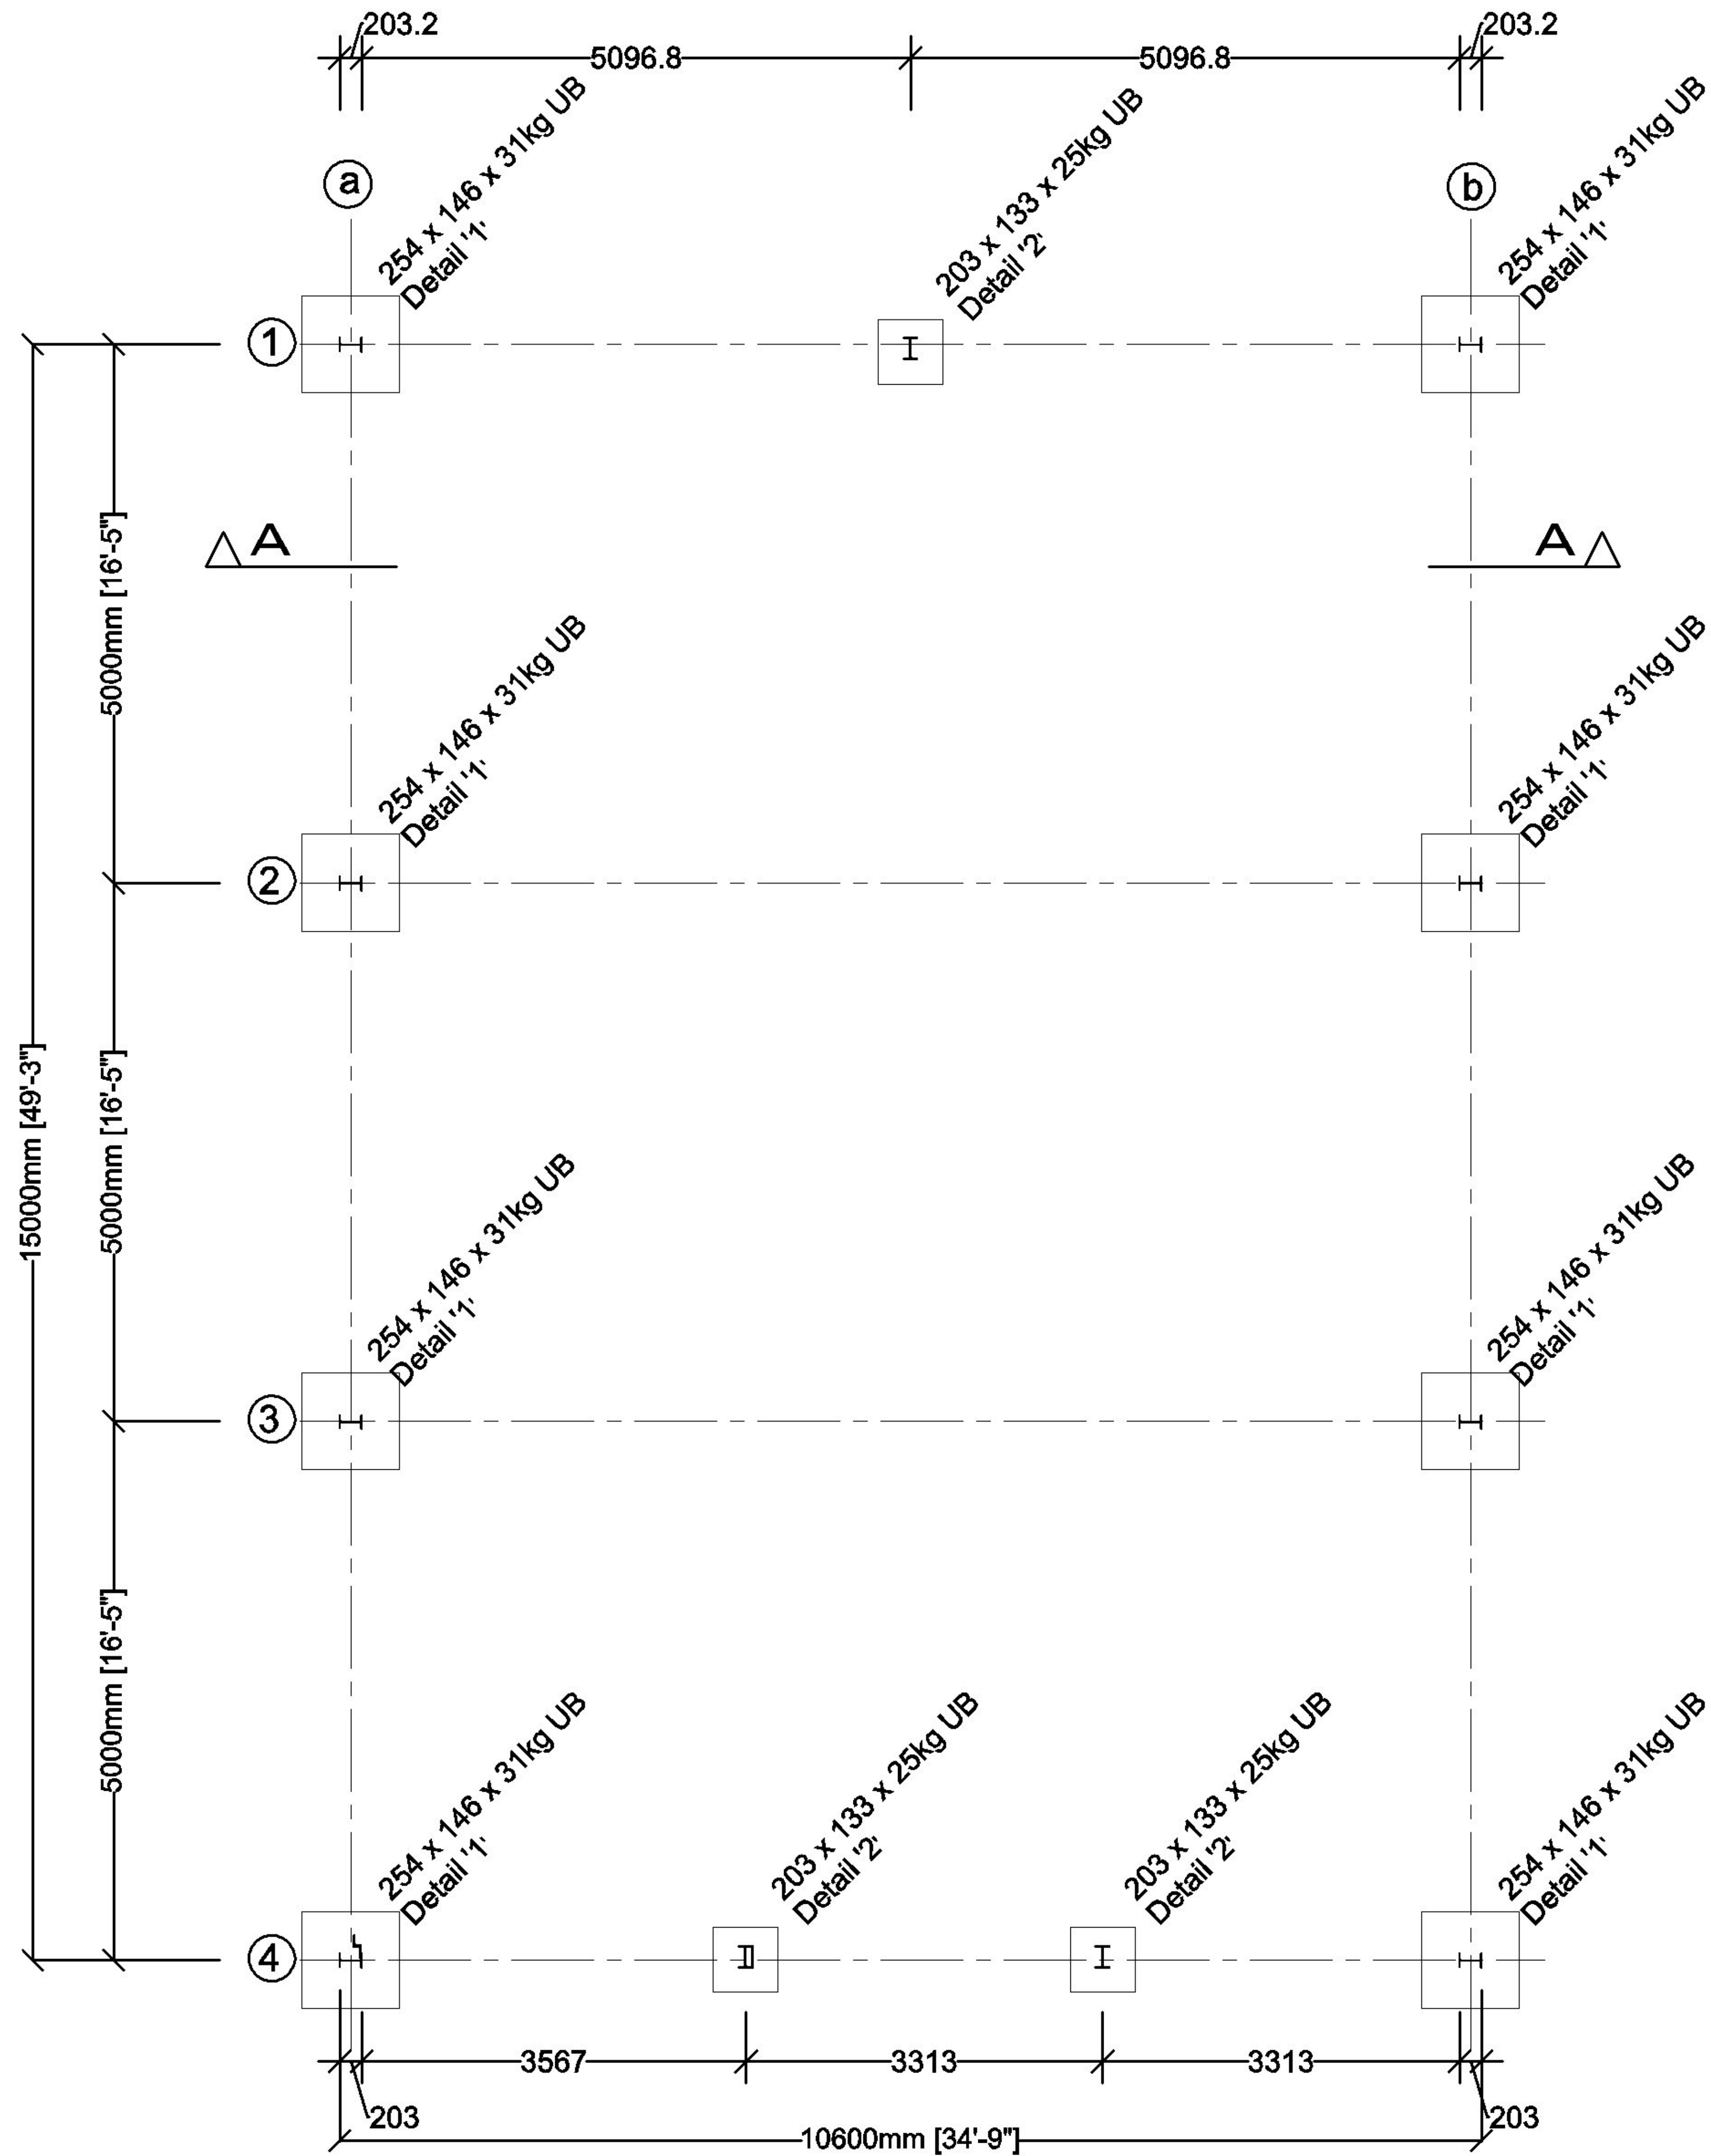 203.2
203.2
5096.8
5096.8
254 x 146 x 31kg UB
Detail '1'
203 x 133 x 25kg UB
Detail '2'
254 x 146 x 31kg UB
Detail '1'
a
b
1
A
A
5000mm [16'-5"]
254 x 146 x 31kg UB
Detail '1'
254 x 146 x 31kg UB
Detail '1'
2
15000mm [49'-3"]
5000mm [16'-5"]
254 x 146 x 31kg UB
Detail '1'
254 x 146 x 31kg UB
Detail '1'
3
5000mm [16'-5"]
254 x 146 x 31kg UB
Detail '1'
203 x 133 x 25kg UB
Detail '2'
203 x 133 x 25kg UB
Detail '2'
254 x 146 x 31kg UB
Detail '1'
4
3567
3313
3313
203
203
10600mm [34'-9"]